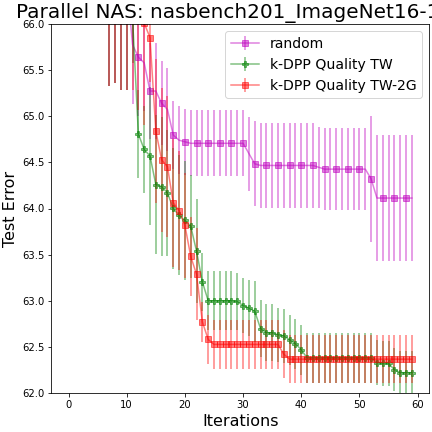 Parallel NAS: nasbench201_ImageNet16-1
random
k-DPP Quality TW
k-DPP Quality TW-2G
Test Error
66.0
65.5
65.0
64.5
64.0
63.5
63.0
62.5
62.0
0 10 20 30 40 50 60
Iterations